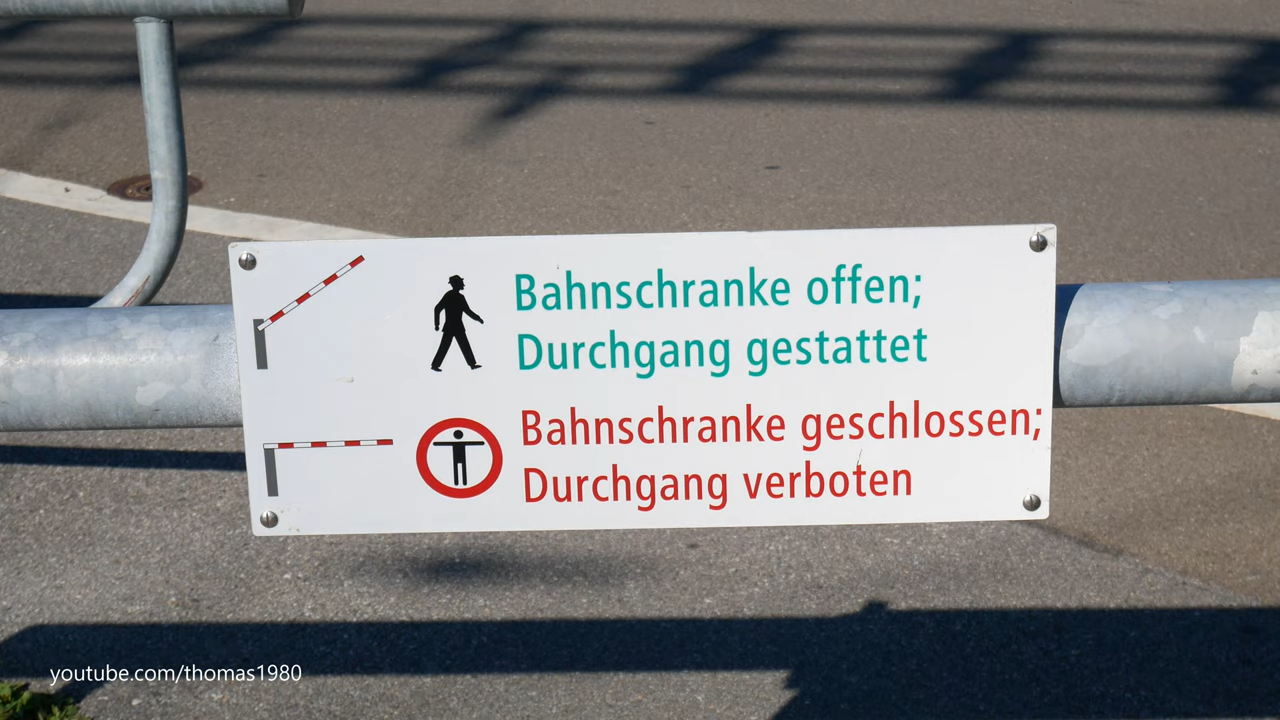 Bahnschranke offen;
Durchgang gestattet
Bahnschranke geschlossen;
Durchgang verboten
youtube.com/thomas1980